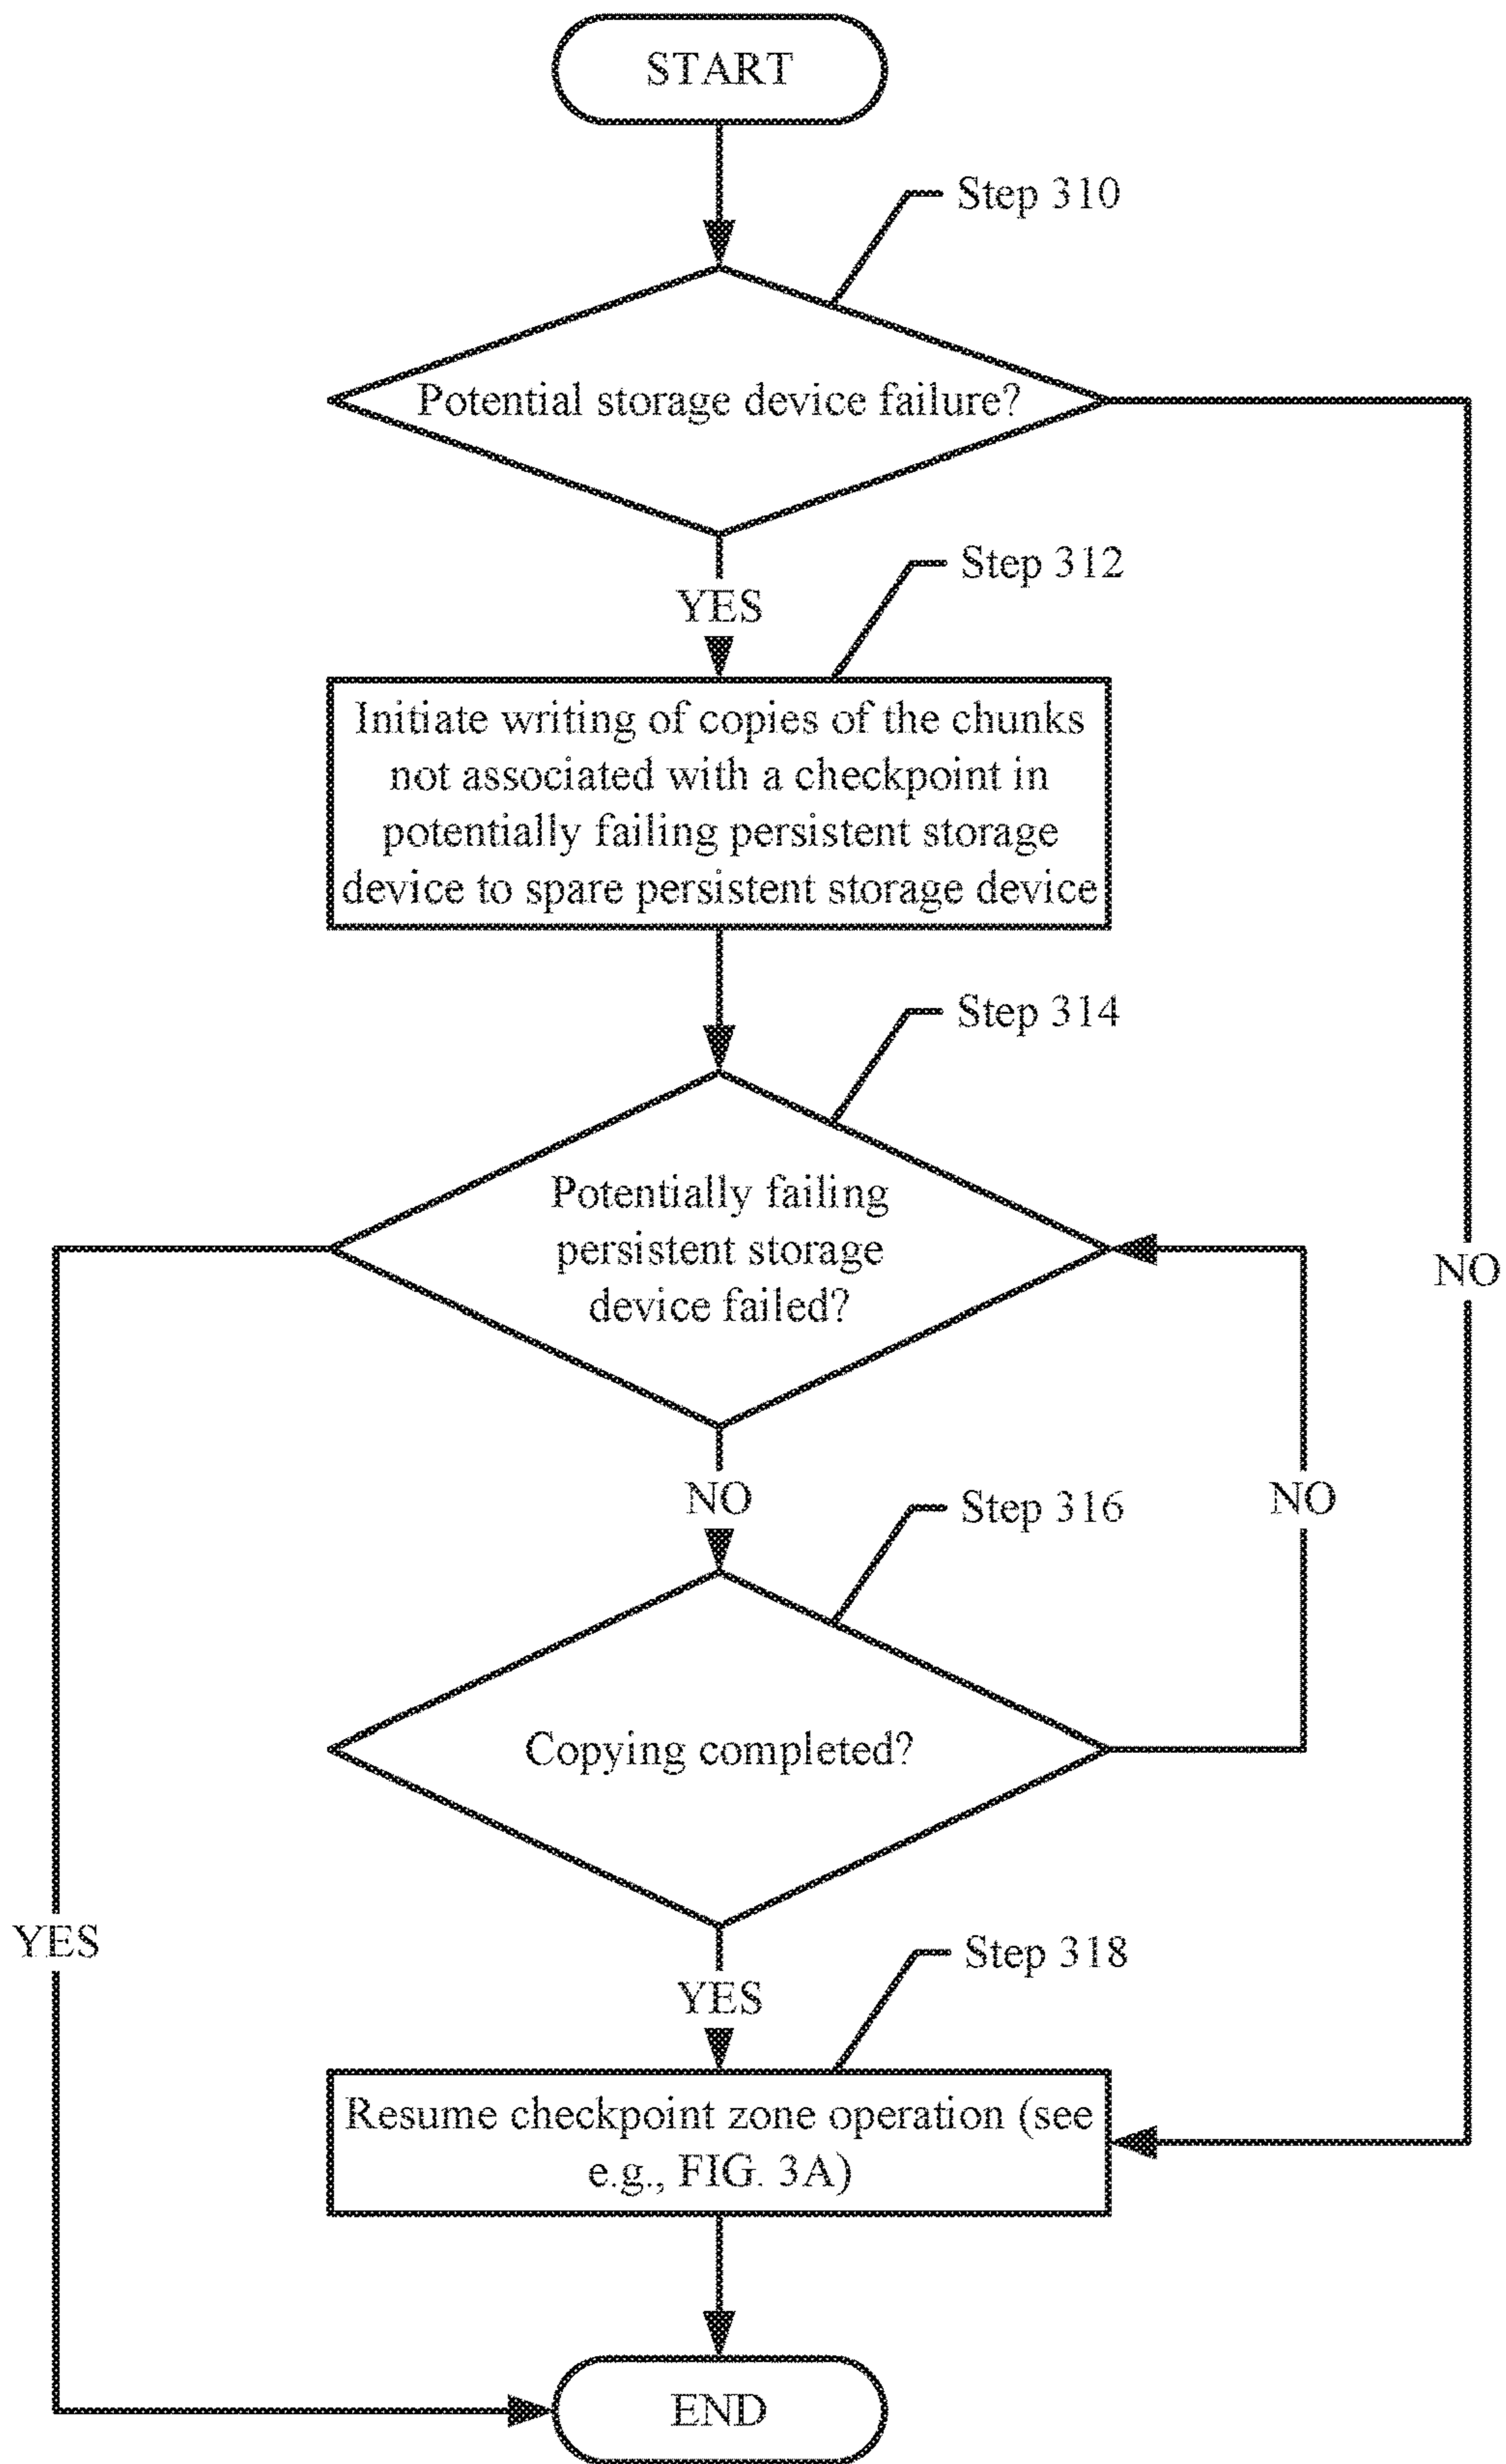 START
Step 310
Potential storage device failure?
Step 312
YES
Initiate writing of copies of the chunks
not associated with a checkpoint in
potentially failing persistent storage
device to spare persistent storage device
Step 314
Potentially failing
persistent storage
device failed?
NO
NO
Step 316
NO
Copying completed?
YES
Step 318
YES
Resume checkpoint zone operation (see
e.g., FIG. 3A)
END